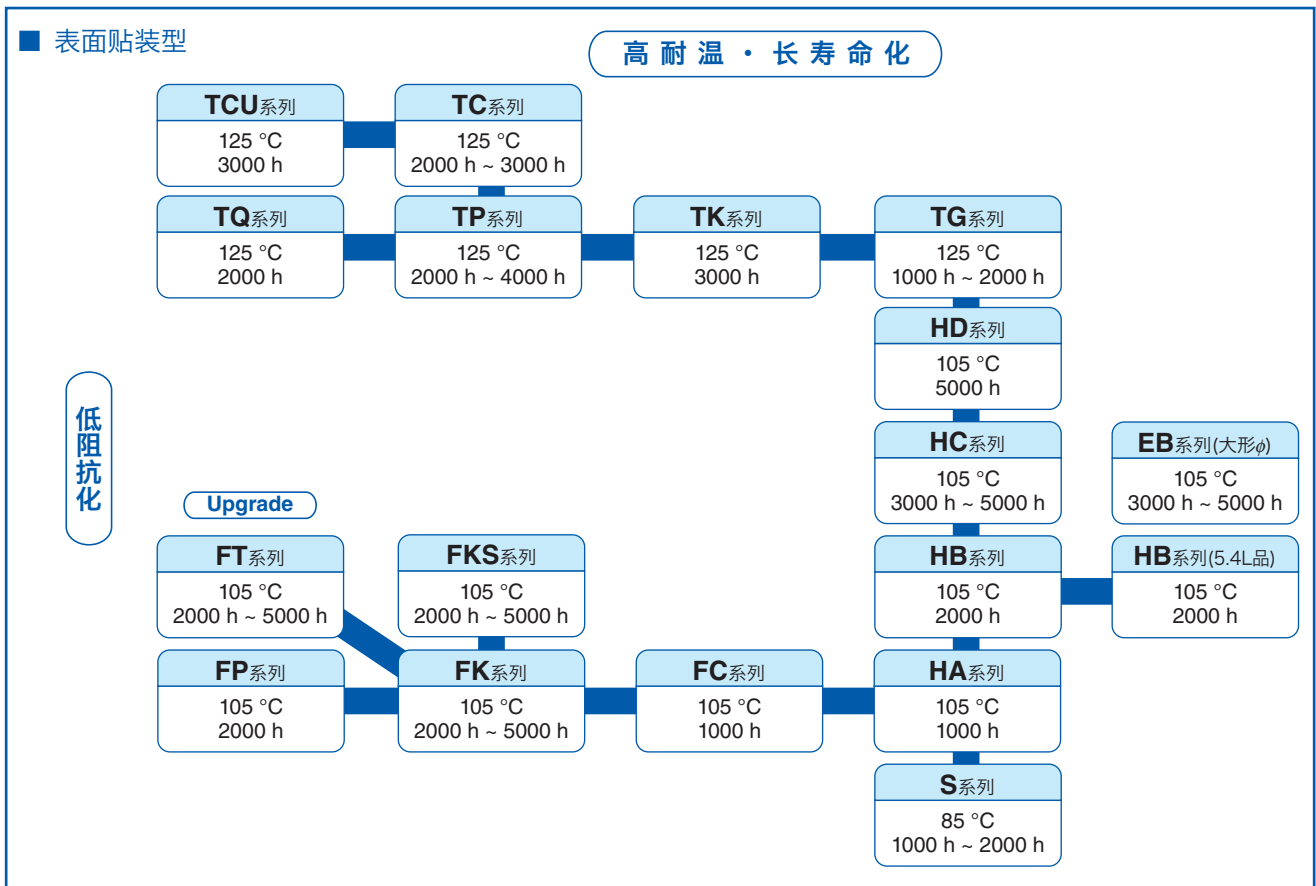 ■ 表面贴装型
高耐温・长寿命化
TCU系列
125 °C
3000 h
TC系列
125 °C
2000 h ~ 3000 h
TQ系列
125 °C
2000 h
TP系列
125 °C
2000 h ~ 4000 h
TK系列
125 °C
3000 h
TG系列
125 °C
1000 h ~ 2000 h
HD系列
105 °C
5000 h
低阻抗化
HC系列
105 °C
3000 h ~ 5000 h
EB系列(大形ϕ)
105 °C
3000 h ~ 5000 h
Upgrade
FT系列
105 °C
2000 h ~ 5000 h
FKS系列
105 °C
2000 h ~ 5000 h
HB系列
105 °C
2000 h
HB系列(5.4L品)
105 °C
2000 h
FP系列
105 °C
2000 h
FK系列
105 °C
2000 h ~ 5000 h
FC系列
105 °C
1000 h
HA系列
105 °C
1000 h
S系列
85 °C
1000 h ~ 2000 h